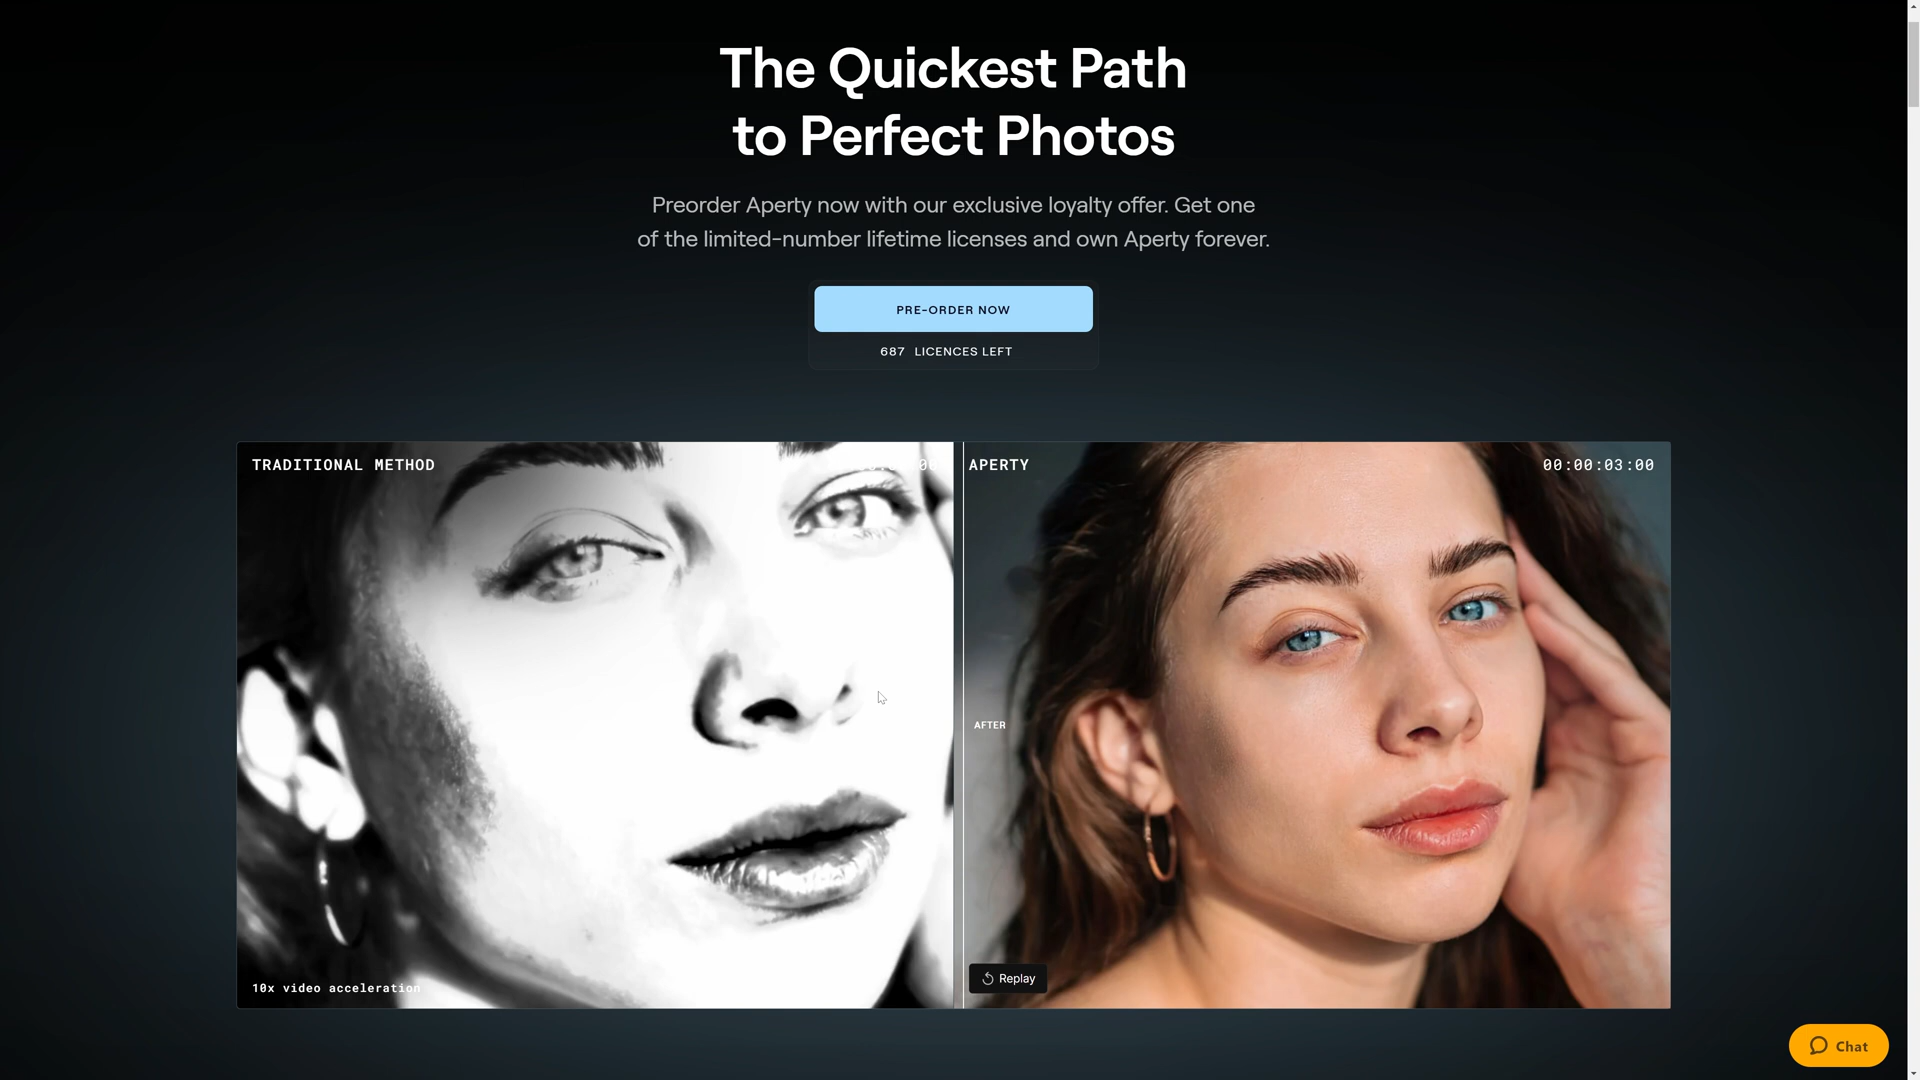 The Quickest Path
to Perfect Photos
Preorder Aperty now with our exclusive loyalty offer. Get one
of the limited-number lifetime licenses and own Aperty forever.
PRE-ORDER NOW
687 LICENCES LEFT
TRADITIONAL METHOD
APERTY
00:00:03:00
AFTER
Replay
10x video acceleration
Chat